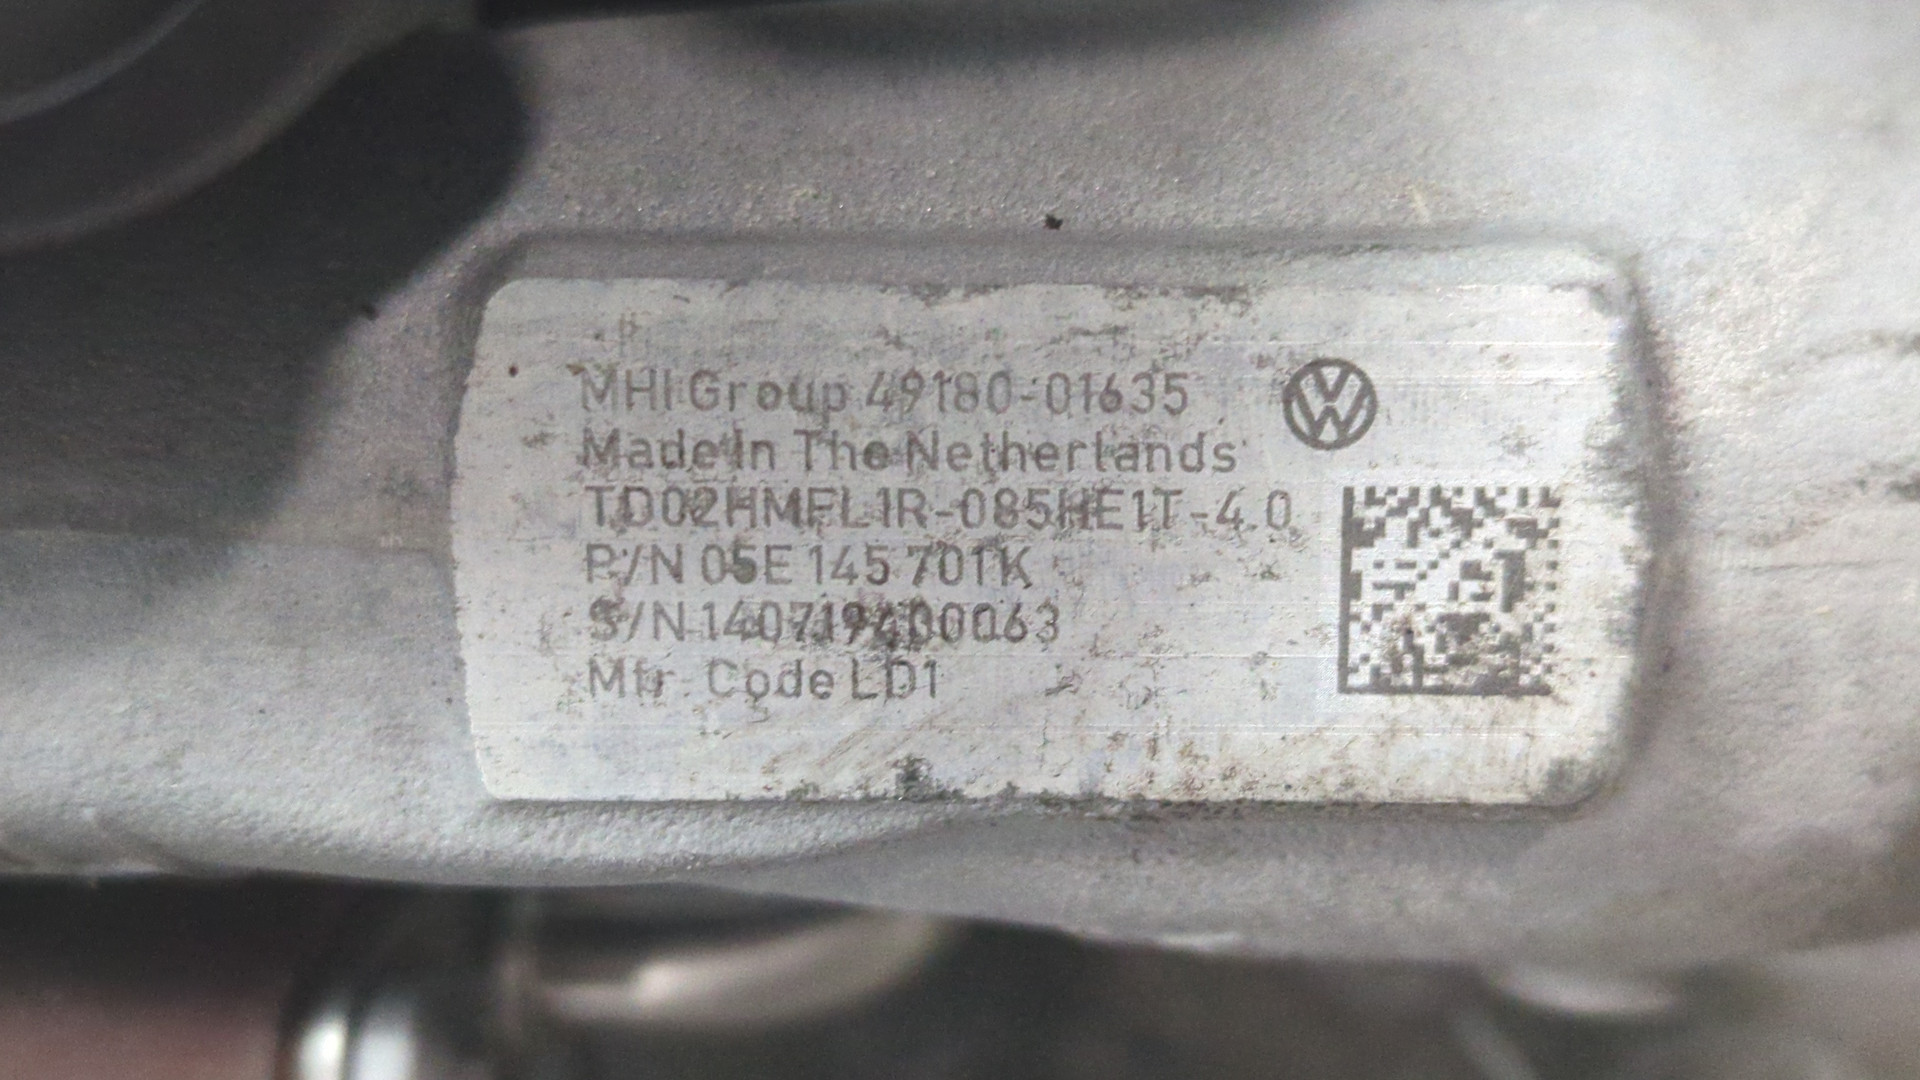 MHI Group 49180-01635
Made In The Netherlands
TD02HMFL1R-085HE1T-4.0
P/N 05E 145 701K
S/N 140719400063
Mfr. Code LD1